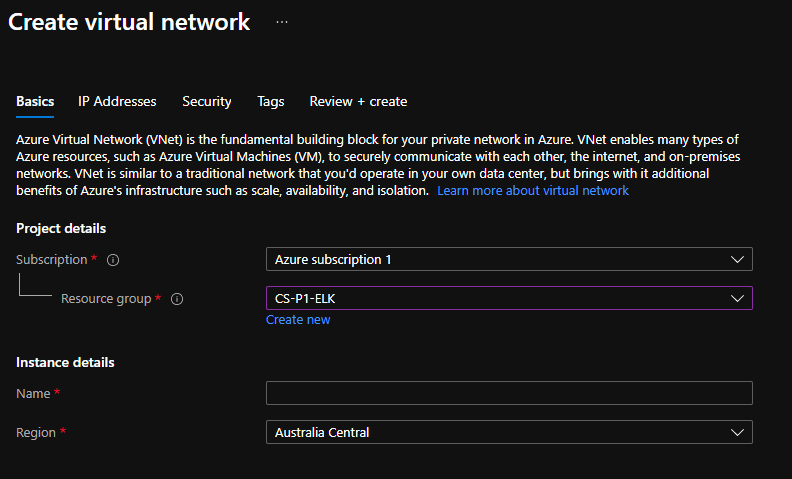 Create virtual network ...
Basics IP Addresses Security Tags Review + create
Azure Virtual Network (VNet) is the fundamental building block for your private network in Azure. VNet enables many types of
Azure resources, such as Azure Virtual Machines (VM), to securely communicate with each other, the internet, and on-premises
networks. VNet is similar to a traditional network that you'd operate in your own data center, but brings with it additional
benefits of Azure's infrastructure such as scale, availability, and isolation. Learn more about virtual network
Project details
Subscription * Azure subscription 1
Resource group * CS-P1-ELK
Create new
Instance details
Name *
Region * Australia Central